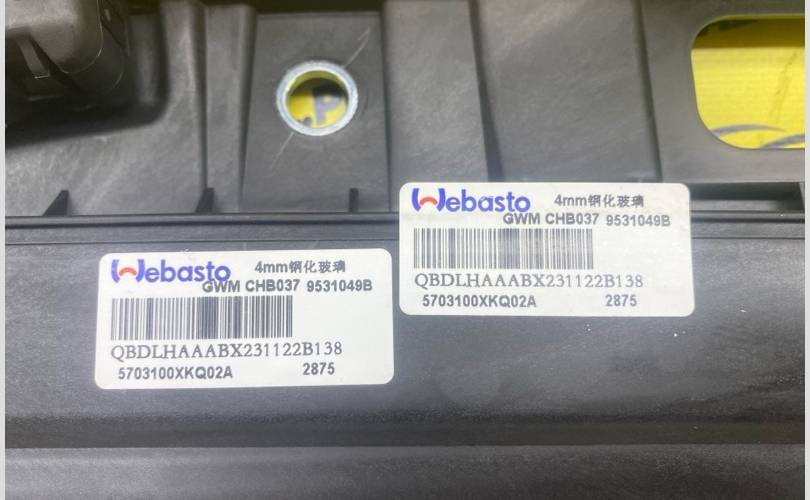 Webasto 4mm钢化玻璃
GWM CHB037 9531049B
QBDLHAAABX231122B138
5703100XKQ02A 2875
Webasto 4mm钢化玻璃
GWM CHB037 9531049B
QBDLHAAABX231122B138
5703100XKQ02A 2875